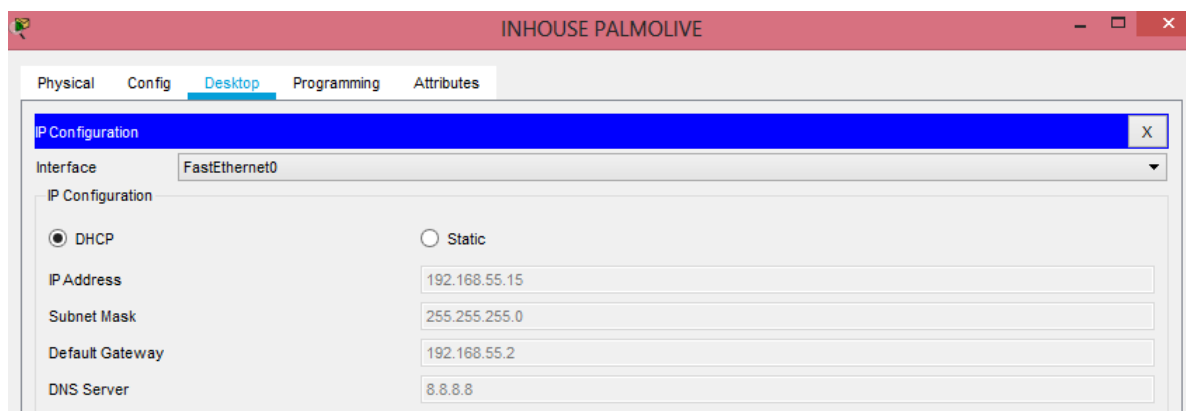 INHOUSE PALMOLIVE
Physical Config Desktop Programming Attributes
IP Configuration X
Interface FastEthernet0
IP Configuration
DHCP Static
IP Address 192.168.55.15
Subnet Mask 255.255.255.0
Default Gateway 192.168.55.2
DNS Server 8.8.8.8